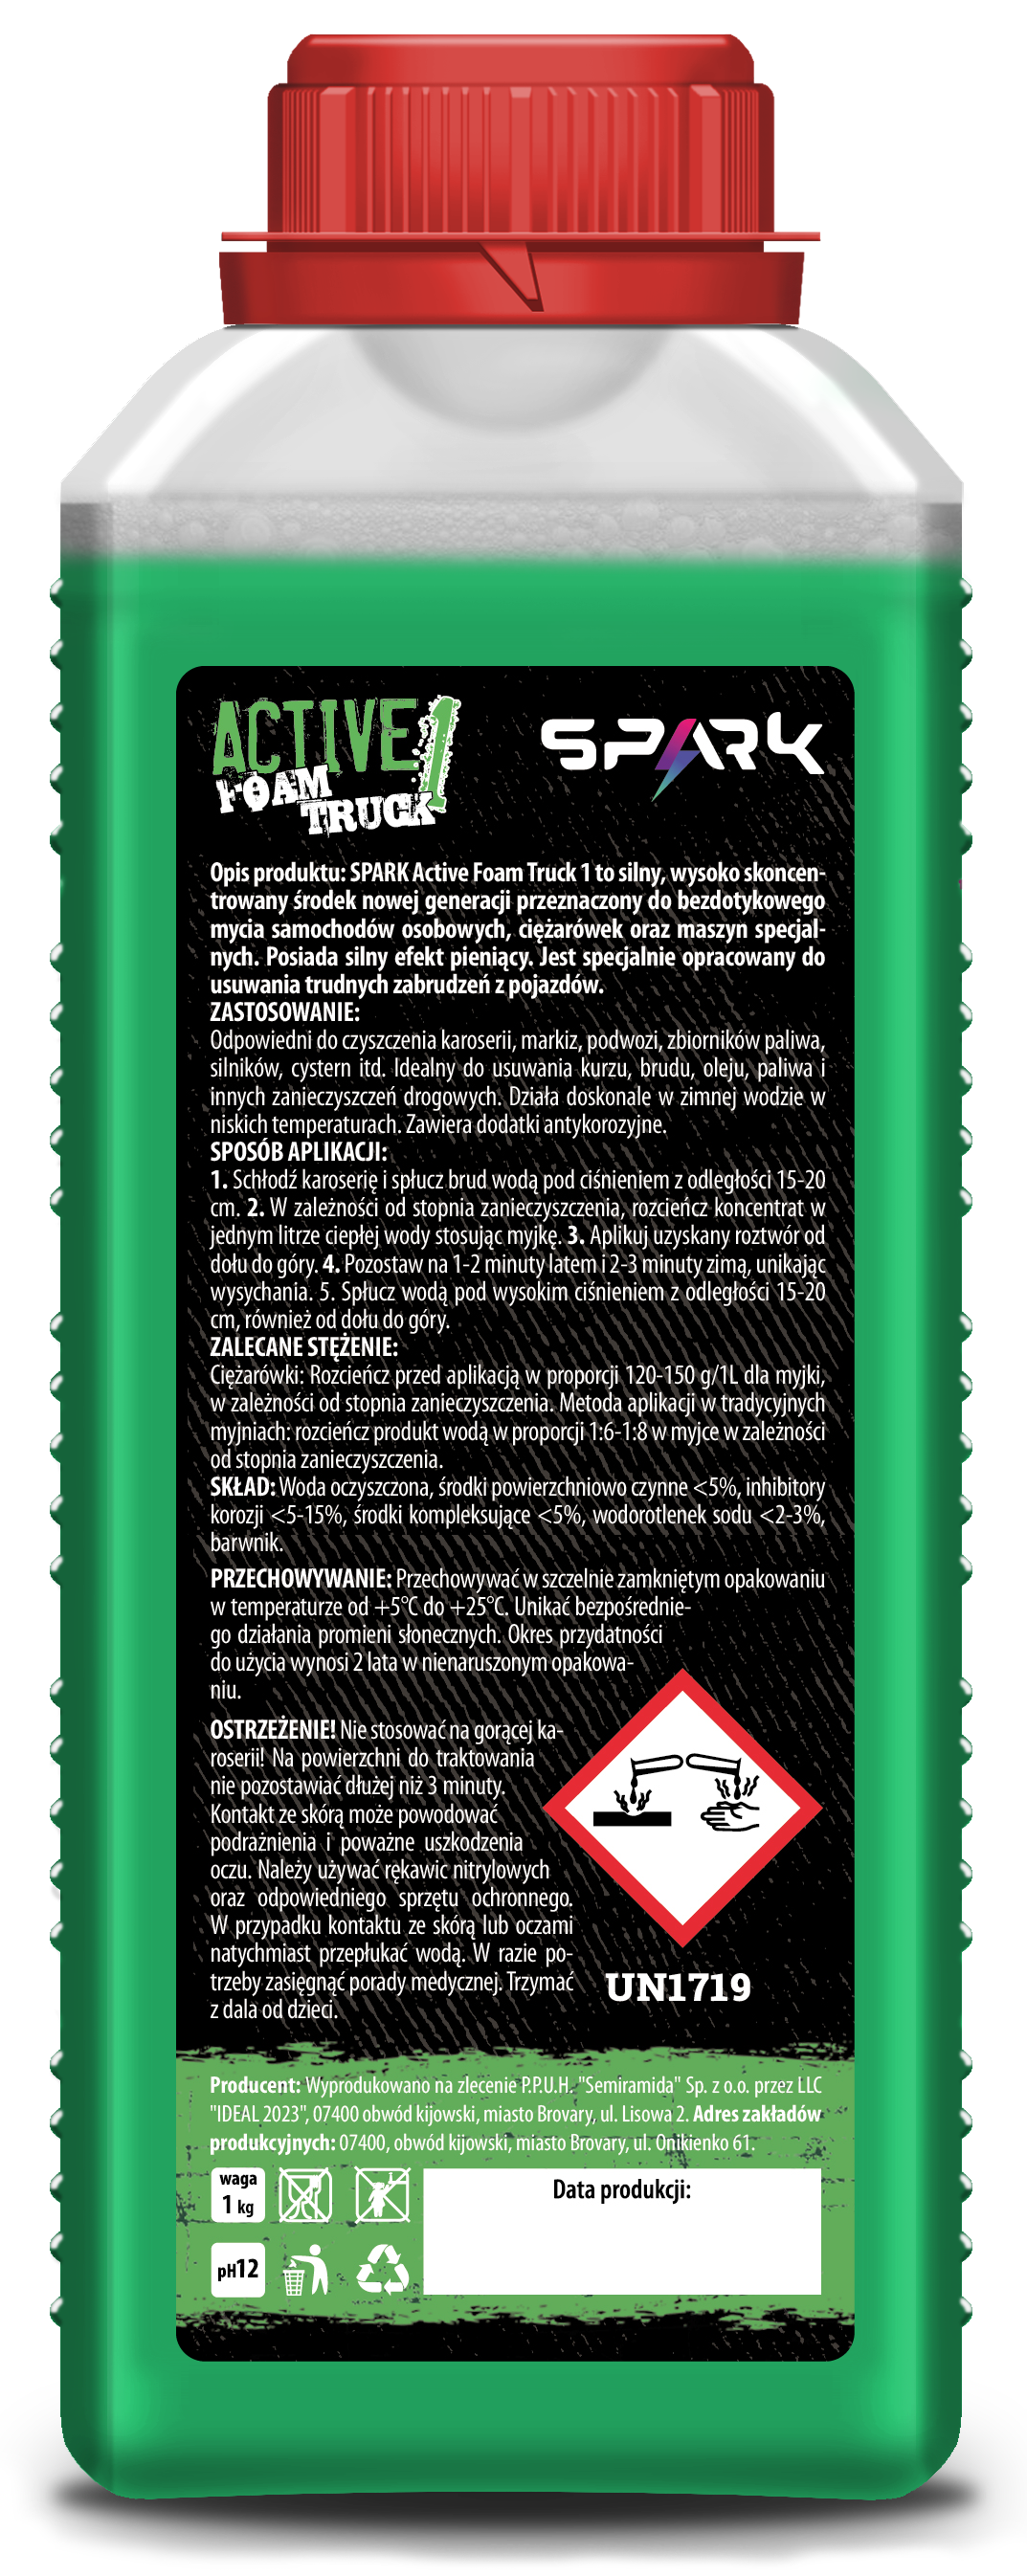 ACTIVE 1
FOAM
TRUCK
SPARK
Opis produktu: SPARK Active Foam Truck 1 to silny, wysoko skoncen-
trowany środek nowej generacji przeznaczony do bezdotykowego
mycia samochodów osobowych, ciężarówek oraz maszyn specjal-
nych. Posiada silny efekt pieniący. Jest specjalnie opracowany do
usuwania trudnych zabrudzeń z pojazdów.
ZASTOSOWANIE:
Odpowiedni do czyszczenia karoserii, markiz, podwozi, zbiorników paliwa,
silników, cystern itd. Idealny do usuwania kurzu, brudu, oleju, paliwa i
innych zanieczyszczeń drogowych. Działa doskonale w zimnej wodzie w
niskich temperaturach. Zawiera dodatki antykorozyjne.
SPOSÓB APLIKACJI:
1. Schłodź karoserię i spłucz brud wodą pod ciśnieniem z odległości 15-20
cm. 2. W zależności od stopnia zanieczyszczenia, rozcieńcz koncentrat w
jednym litrze ciepłej wody stosując myjkę. 3. Aplikuj uzyskany roztwór od
dołu do góry. 4. Pozostaw na 1-2 minuty latem i 2-3 minuty zimą, unikając
wysychania. 5. Spłucz wodą pod wysokim ciśnieniem z odległości 15-20
cm, również od dołu do góry.
ZALECANE STĘŻENIE:
Ciężarówki: Rozcieńcz przed aplikacją w proporcji 120-150 g/1L dla myjki,
w zależności od stopnia zanieczyszczenia. Metoda aplikacji w tradycyjnych
myjniach: rozcieńcz produkt wodą w proporcji 1:6-1:8 w myjce w zależności
od stopnia zanieczyszczenia.
SKŁAD: Woda oczyszczona, środki powierzchniowo czynne <5%, inhibitory
korozji <5-15%, środki kompleksujące <5%, wodorotlenek sodu <2-3%,
barwnik.
PRZECHOWYWANIE: Przechowywać w szczelnie zamkniętym opakowaniu
w temperaturze od +5°C do +25°C. Unikać bezpośrednie-
go działania promieni słonecznych. Okres przydatności
do użycia wynosi 2 lata w nienaruszonym opakowa-
niu.
OSTRZEŻENIE! Nie stosować na gorącej ka-
roserii! Na powierzchni do traktowania
nie pozostawiać dłużej niż 3 minuty.
Kontakt ze skórą może powodować
podrażnienia i poważne uszkodzenia
oczu. Należy używać rękawic nitrylowych
oraz odpowiedniego sprzętu ochronnego.
W przypadku kontaktu ze skórą lub oczami
natychmiast przepłukać wodą. W razie po-
trzeby zasięgnąć porady medycznej. Trzymać
z dala od dzieci.
UN1719
Producent: Wyprodukowano na zlecenie P.P.U.H. "Semiramida" Sp. z o.o. przez LLC
"IDEAL 2023", 07400 obwód kijowski, miasto Brovary, ul. Lisowa 2. Adres zakładów
produkcyjnych: 07400, obwód kijowski, miasto Brovary, ul. Onikienko 61.
waga
1 kg
Data produkcji:
pH12